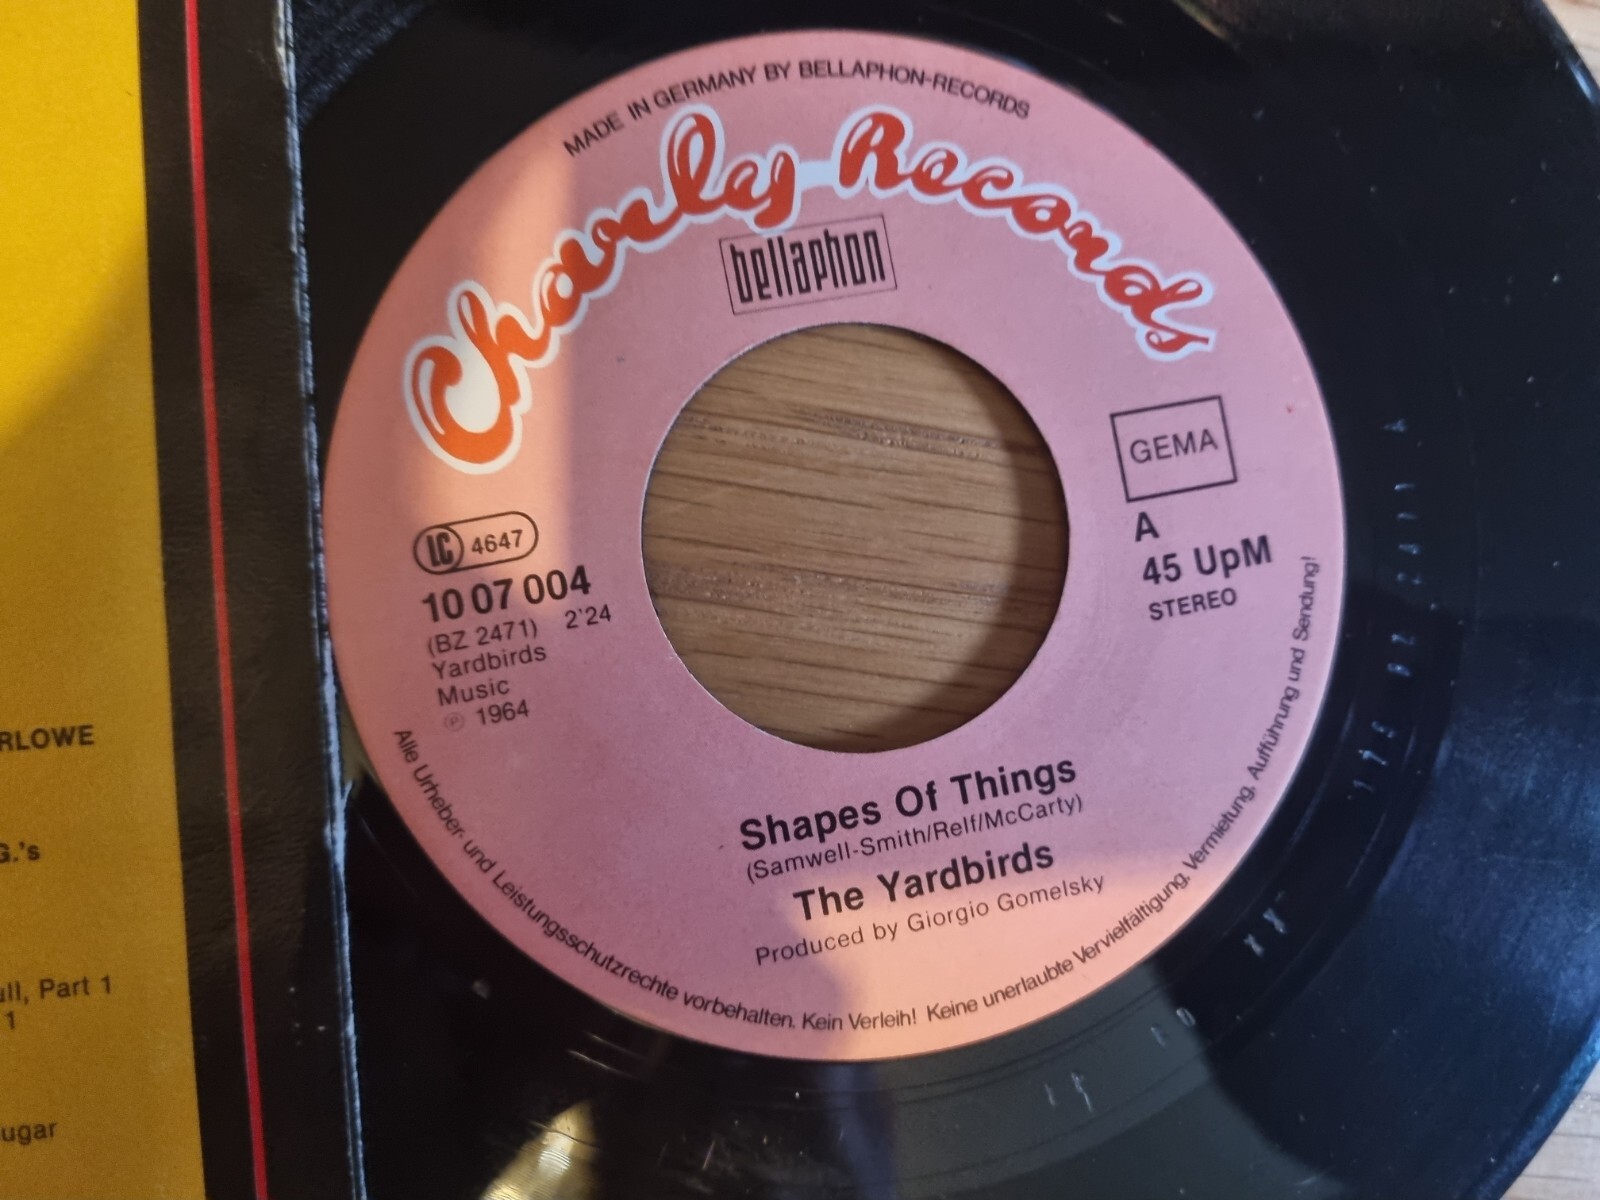 MADE IN GERMANY BY BELLAPHON-RECORDS
Charly Records
bellaphon
GEMA
A
45 UpM
STEREO
LC 4647
10 07 004
(BZ 2471) 2'24
Yardbirds
Music
Ⓟ 1964
Shapes Of Things
(Samwell-Smith/Relf/McCarty)
The Yardbirds
Produced by Giorgio Gomelsky
Alle Urheber- und Leistungsschutzrechte vorbehalten. Kein Verleih! Keine unerlaubte Vervielfältigung, Vermietung, Aufführung und Sendung!
RLOWE
G.'s
ull, Part 1
1
ugar